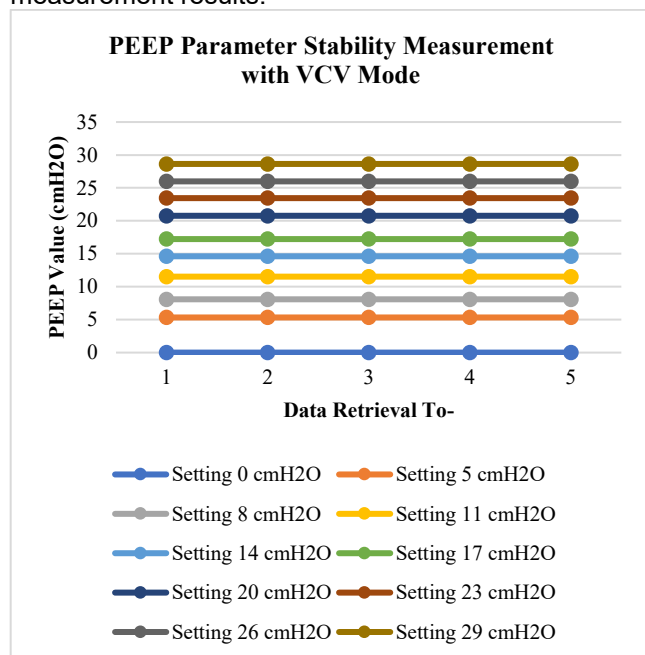 measurement results.
PEEP Parameter Stability Measurement
with VCV Mode
35
30
25
20
15
10
5
0
PEEP Value (cmH2O)
1 2 3 4 5
Data Retrieval To-
Setting 0 cmH2O Setting 5 cmH2O
Setting 8 cmH2O Setting 11 cmH2O
Setting 14 cmH2O Setting 17 cmH2O
Setting 20 cmH2O Setting 23 cmH2O
Setting 26 cmH2O Setting 29 cmH2O